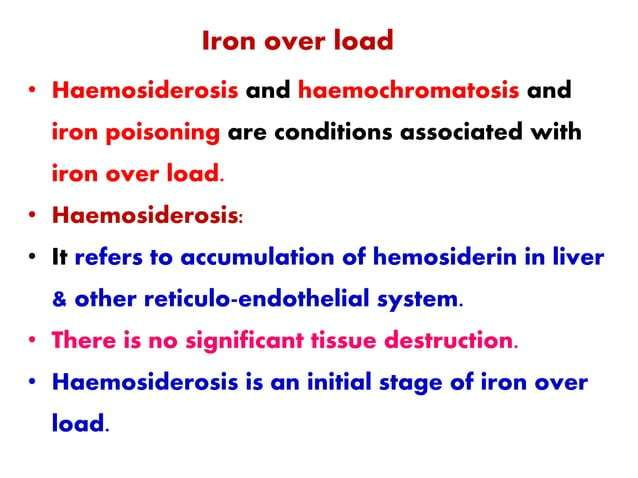 Iron over load
• Haemosiderosis and haemochromatosis and
iron poisoning are conditions associated with
iron over load.
• Haemosiderosis:
• It refers to accumulation of hemosiderin in liver
& other reticulo-endothelial system.
• There is no significant tissue destruction.
• Haemosiderosis is an initial stage of iron over
load.